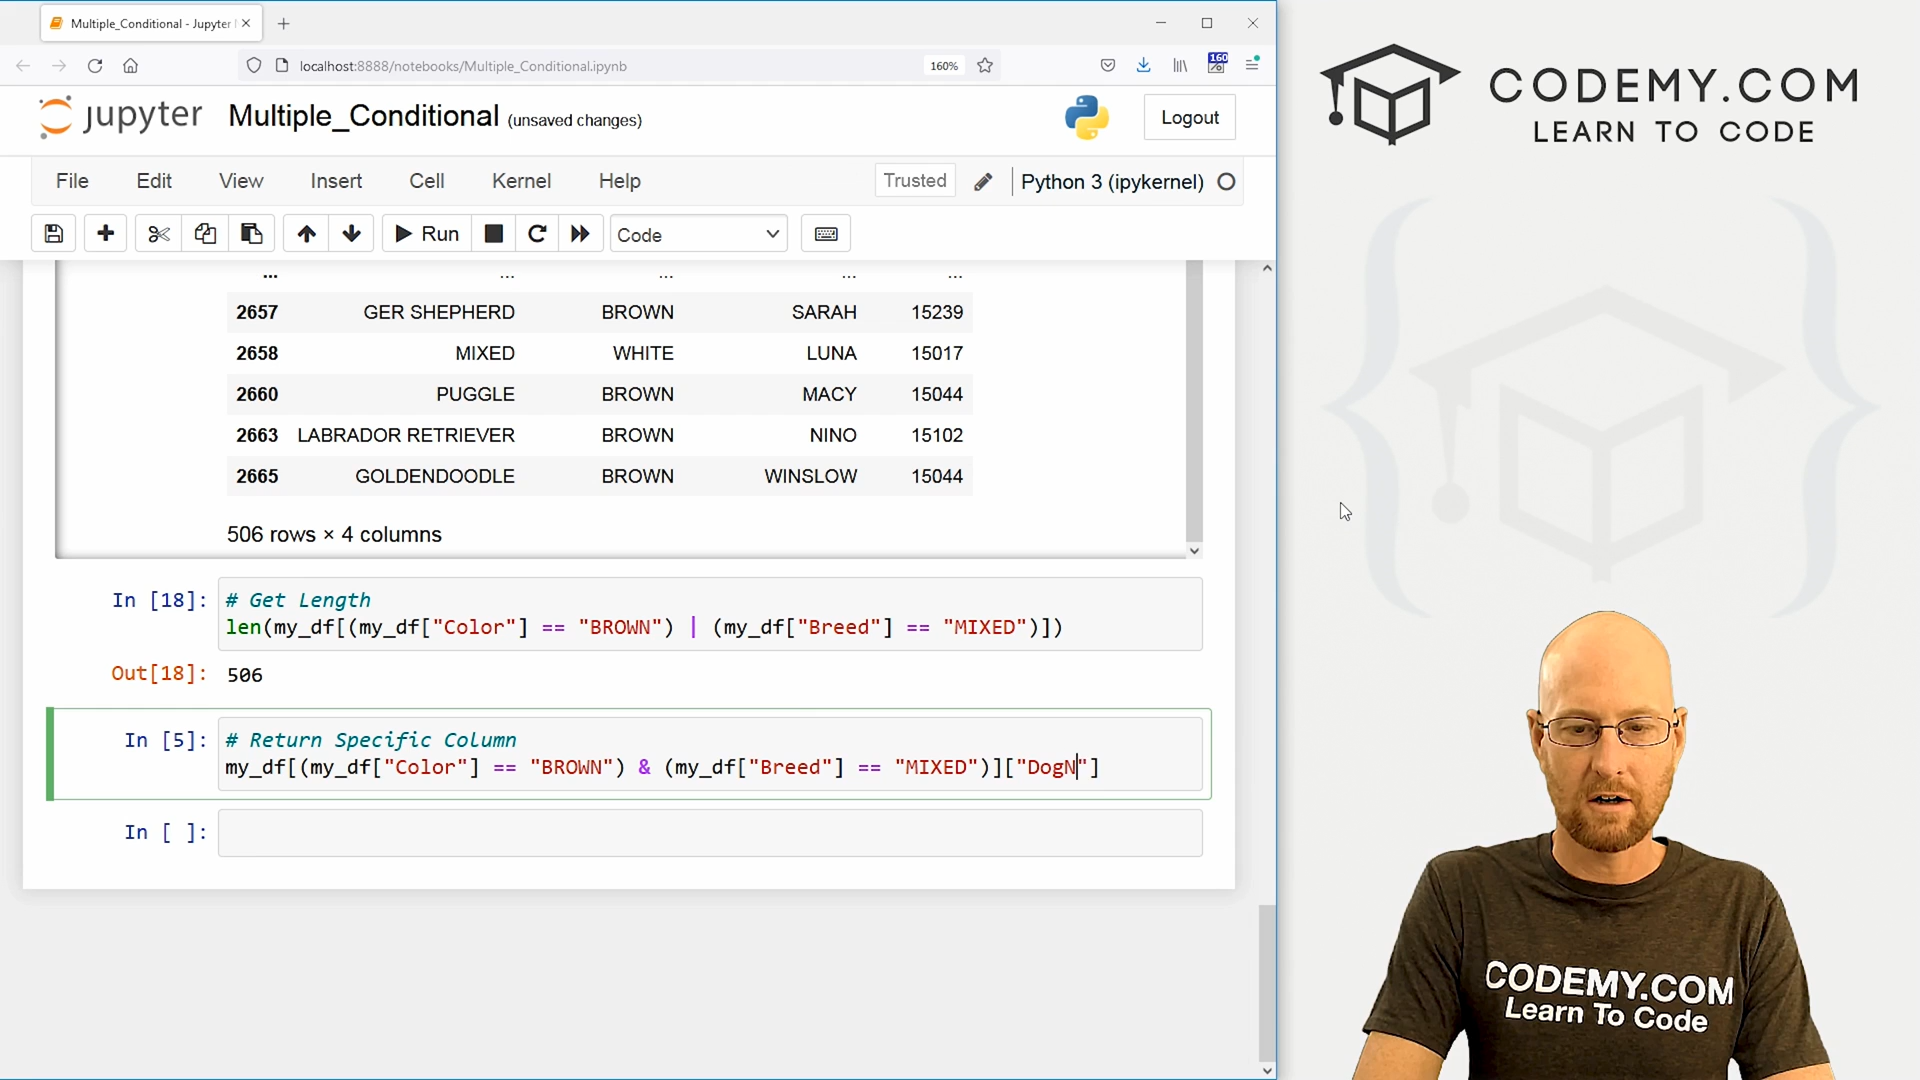 Multiple_Conditional - Jupyter
localhost:8888/notebooks/Multiple_Conditional.ipynb
160%
160
jupyter Multiple_Conditional (unsaved changes)
Logout
File Edit View Insert Cell Kernel Help
Trusted
Python 3 (ipykernel)
Run
Code
... ... ... ... ...
2657 GER SHEPHERD BROWN SARAH 15239
2658 MIXED WHITE LUNA 15017
2660 PUGGLE BROWN MACY 15044
2663 LABRADOR RETRIEVER BROWN NINO 15102
2665 GOLDENDOODLE BROWN WINSLOW 15044
506 rows × 4 columns
In [18]: # Get Length
len(my_df[(my_df["Color"] == "BROWN") | (my_df["Breed"] == "MIXED")])
Out[18]: 506
In [5]: # Return Specific Column
my_df[(my_df["Color"] == "BROWN") & (my_df["Breed"] == "MIXED")]["DogN"]
In [ ]:
CODEMY.COM
LEARN TO CODE
CODEMY.COM
Learn To Code